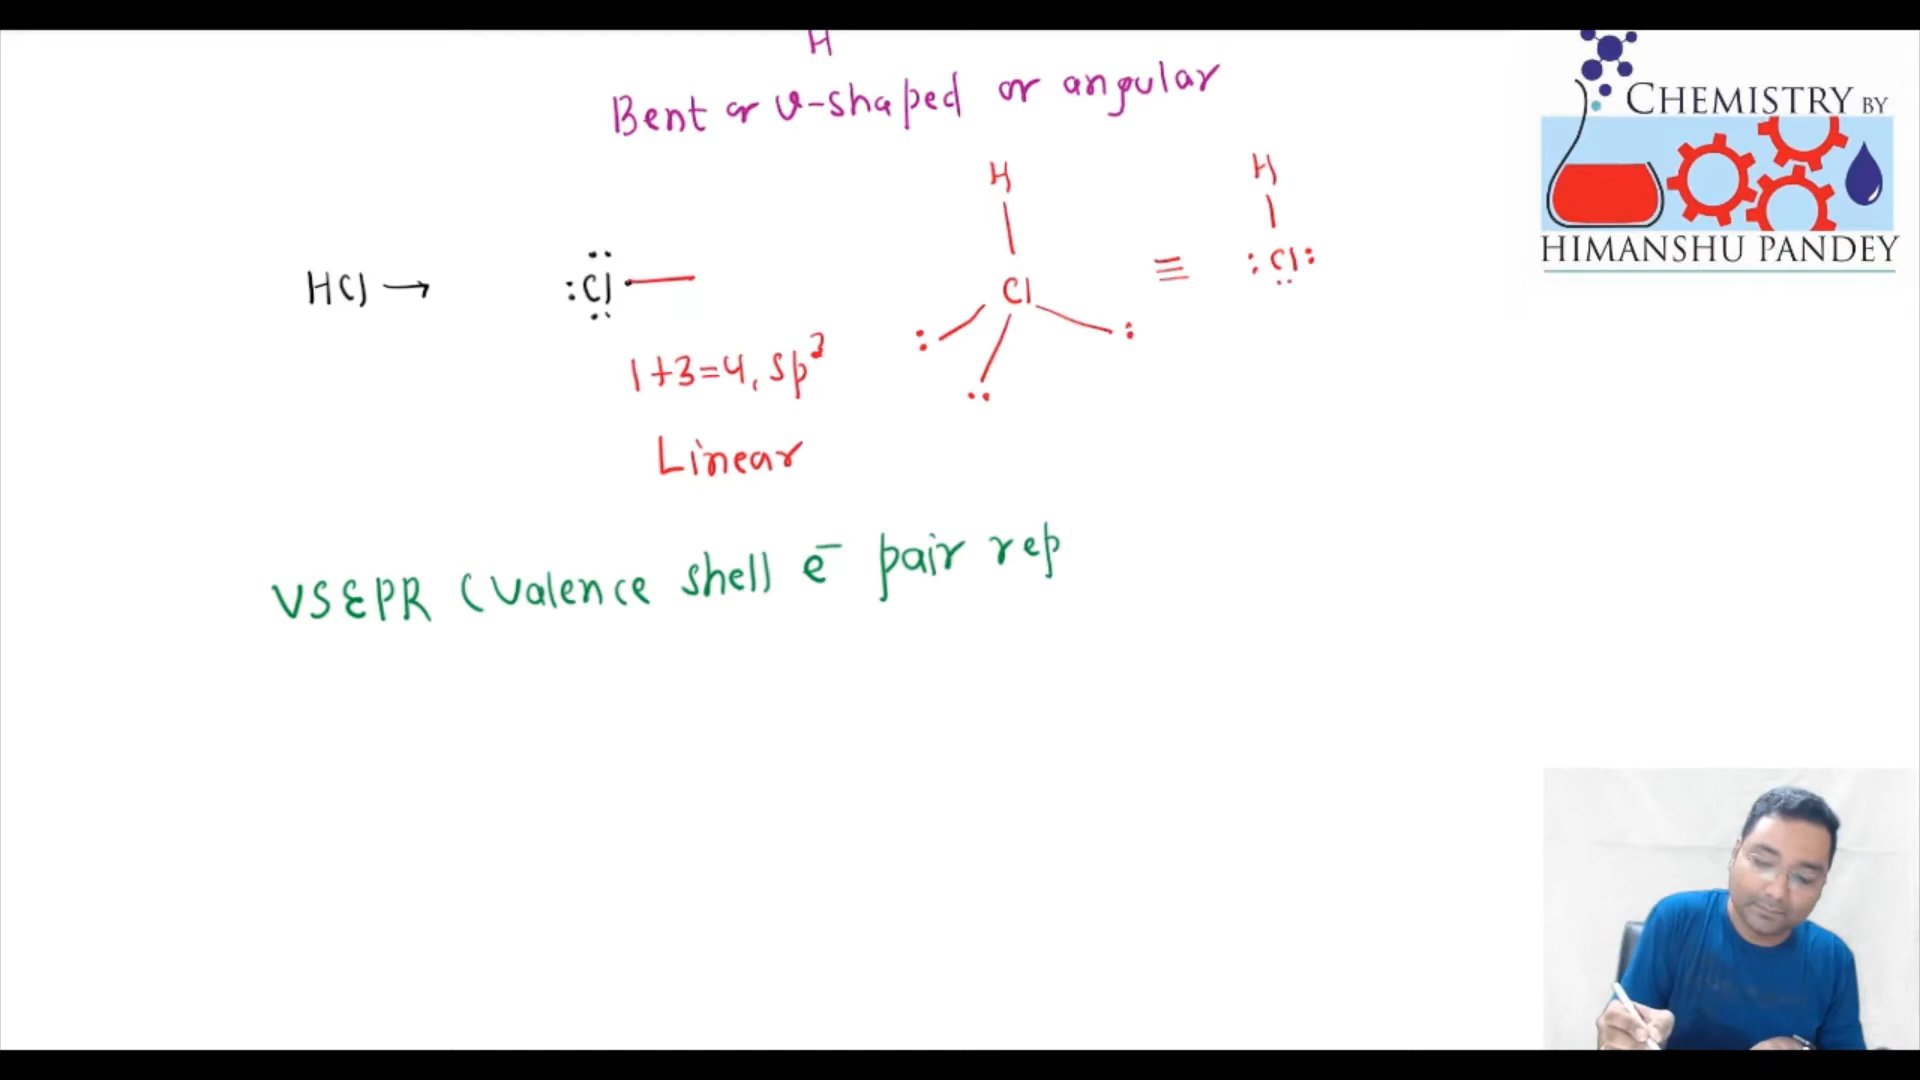 H
Bent or v-shaped or angular
CHEMISTRY BY
HIMANSHU PANDEY
HCl → :Cl
1+3=4, sp³
Linear
H
Cl
≡
H
:Cl:
VSEPR (Valence shell e⁻ pair rep